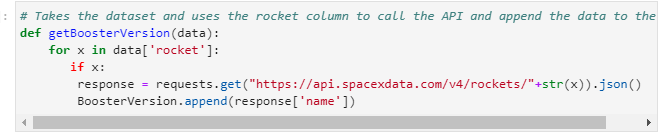 : # Takes the dataset and uses the rocket column to call the API and append the data to the
def getBoosterVersion(data):
    for x in data['rocket']:
       if x:
        response = requests.get("https://api.spacexdata.com/v4/rockets/"+str(x)).json()
        BoosterVersion.append(response['name'])